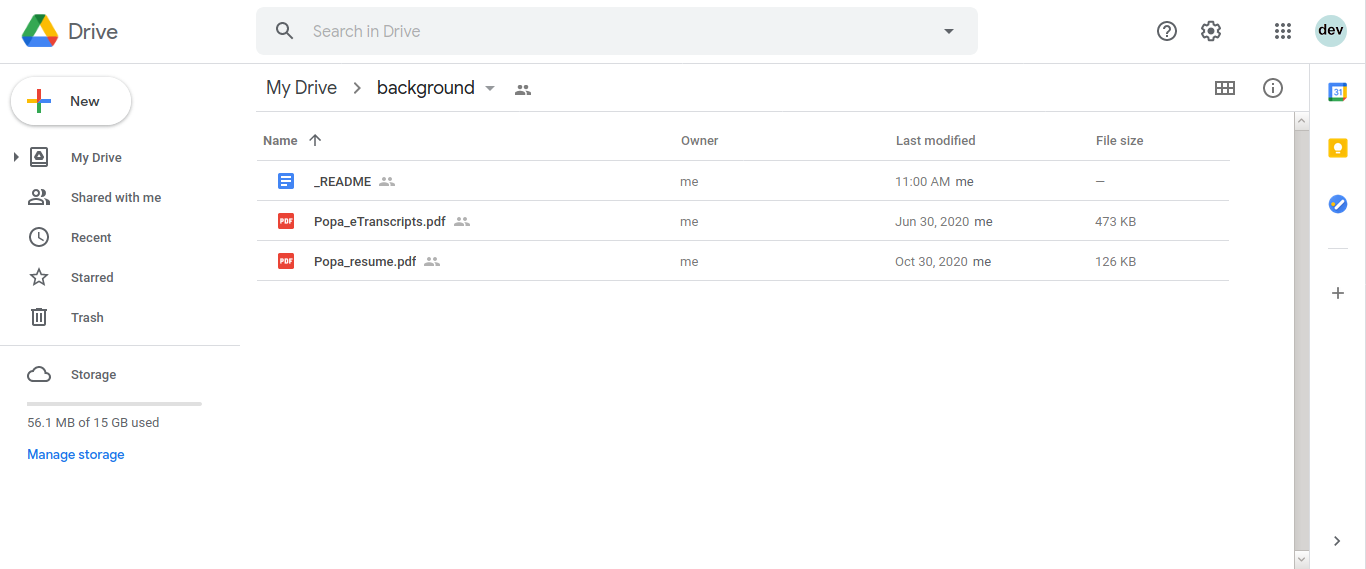 Drive
Search in Drive
dev
New
My Drive
Shared with me
Recent
Starred
Trash
Storage
56.1 MB of 15 GB used
Manage storage
My Drive background
Name Owner Last modified File size
_README me 11:00 AM me —
PDF Popa_eTranscripts.pdf me Jun 30, 2020 me 473 KB
PDF Popa_resume.pdf me Oct 30, 2020 me 126 KB
31